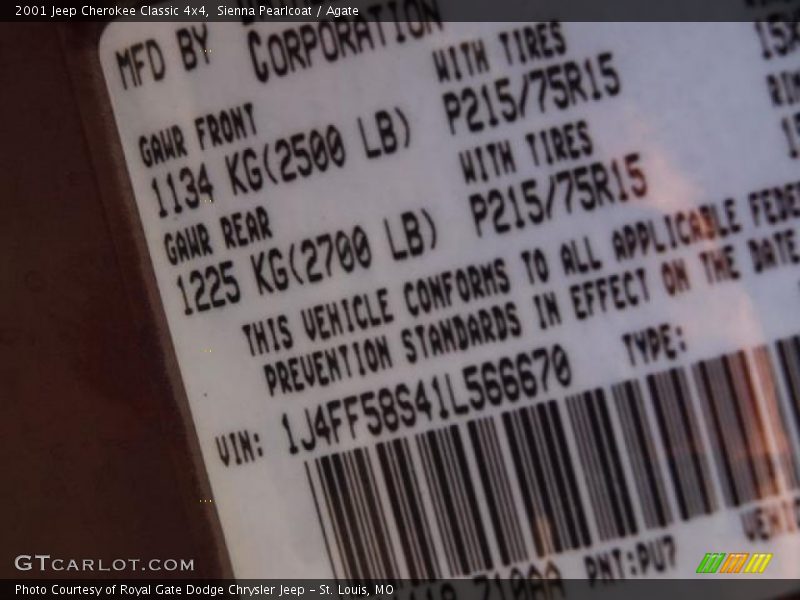 2001 Jeep Cherokee Classic 4x4, Sienna Pearlcoat / Agate
MFD BY CORPORATION
GAWR FRONT WITH TIRES
1134 KG(2500 LB) P215/75R15
GAWR REAR WITH TIRES
1225 KG(2700 LB) P215/75R15
THIS VEHICLE CONFORMS TO ALL APPLICABLE
PREVENTION STANDARDS IN EFFECT ON THE DATE
VIN: 1J4FF58S41L566670 TYPE:
PNT:PU7
GTCARLOT.COM
Photo Courtesy of Royal Gate Dodge Chrysler Jeep - St. Louis, MO